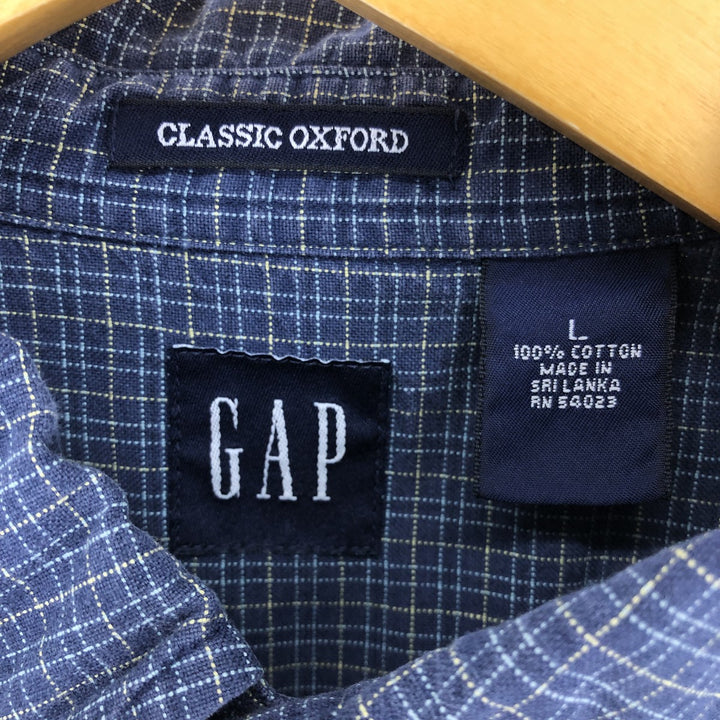 CLASSIC OXFORD
GAP
L
100% COTTON
MADE IN
SRI LANKA
RN 54023